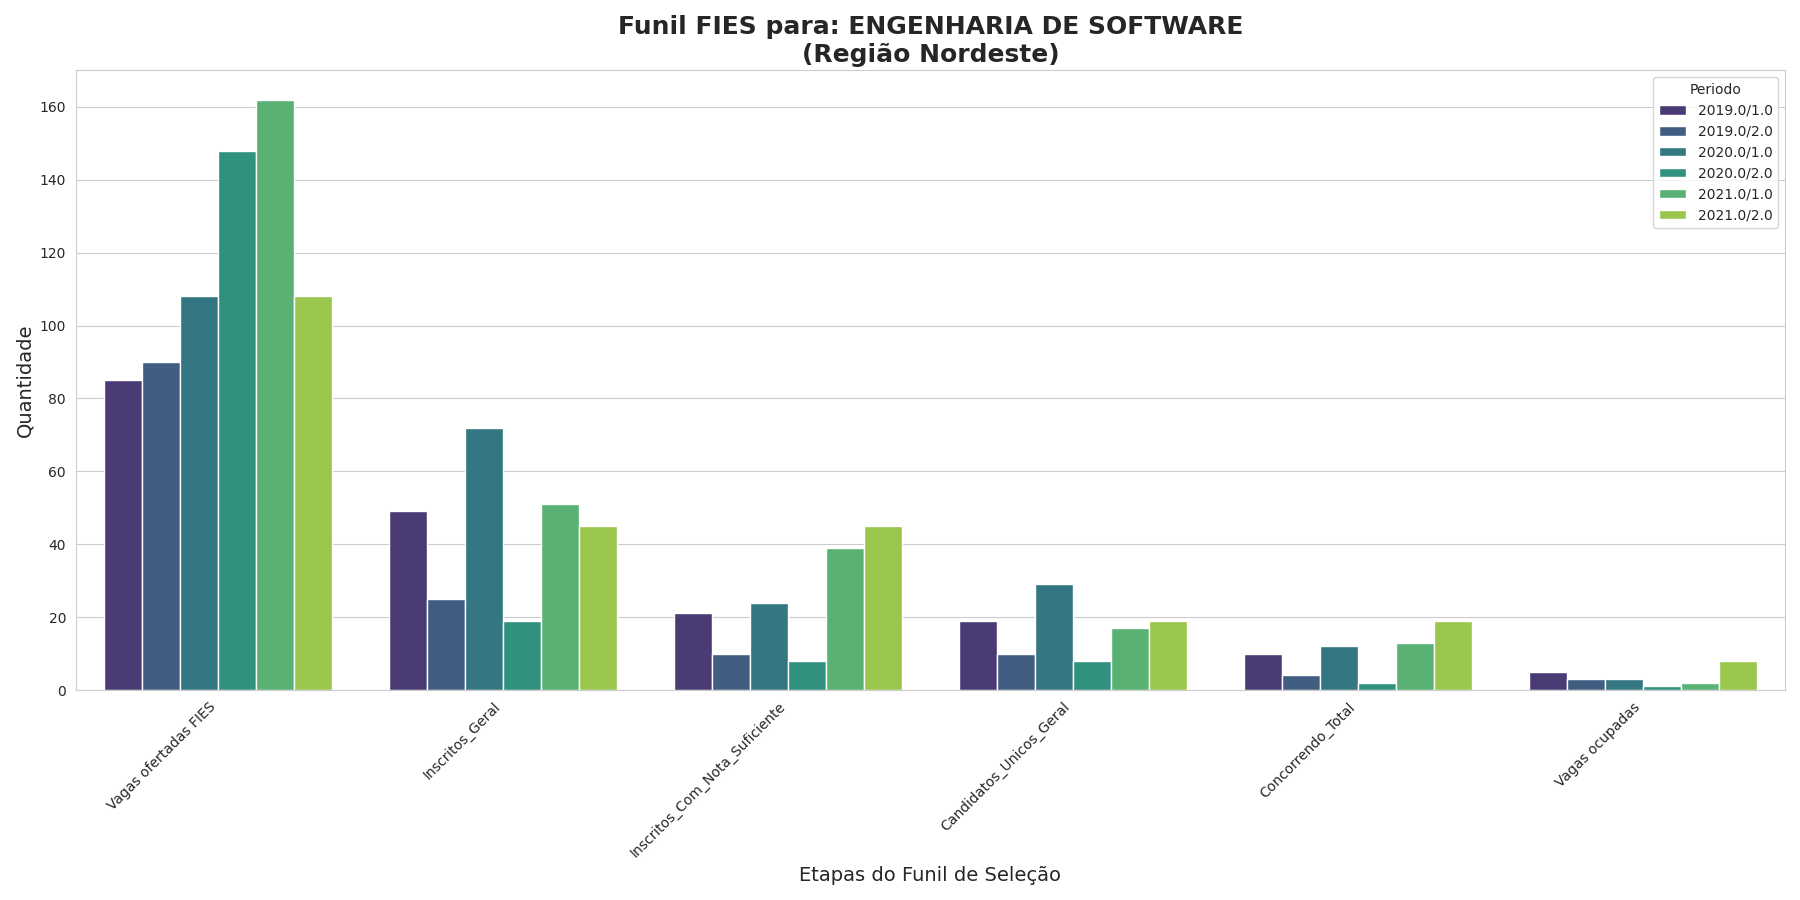 Funil FIES para: ENGENHARIA DE SOFTWARE
(Região Nordeste)
Periodo
2019.0/1.0
2019.0/2.0
2020.0/1.0
2020.0/2.0
2021.0/1.0
2021.0/2.0
Quantidade
160
140
120
100
80
60
40
20
0
Vagas ofertadas FIES
Inscritos_Geral
Inscritos_Com_Nota_Suficiente
Candidatos_Unicos_Geral
Concorrendo_Total
Vagas ocupadas
Etapas do Funil de Seleção